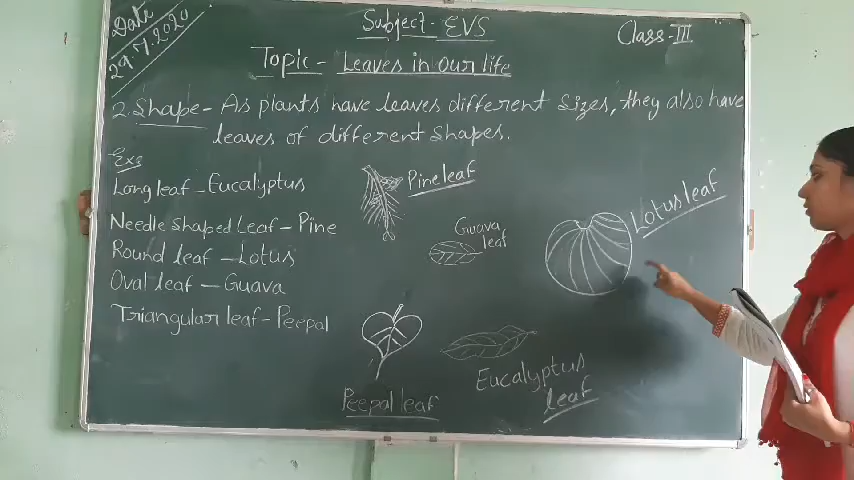 Date
29.7.2020
Subject- EVS
Class-III
Topic- Leaves in our life
2. Shape- As plants have leaves different sizes, they also have
leaves of different shapes.
Exs
Long leaf - Eucalyptus
Needle shaped Leaf - Pine
Round leaf - Lotus
Oval leaf - Guava
Triangular leaf - Peepal
Pine leaf
Guava
leaf
Lotus leaf
Peepal leaf
Eucalyptus
leaf